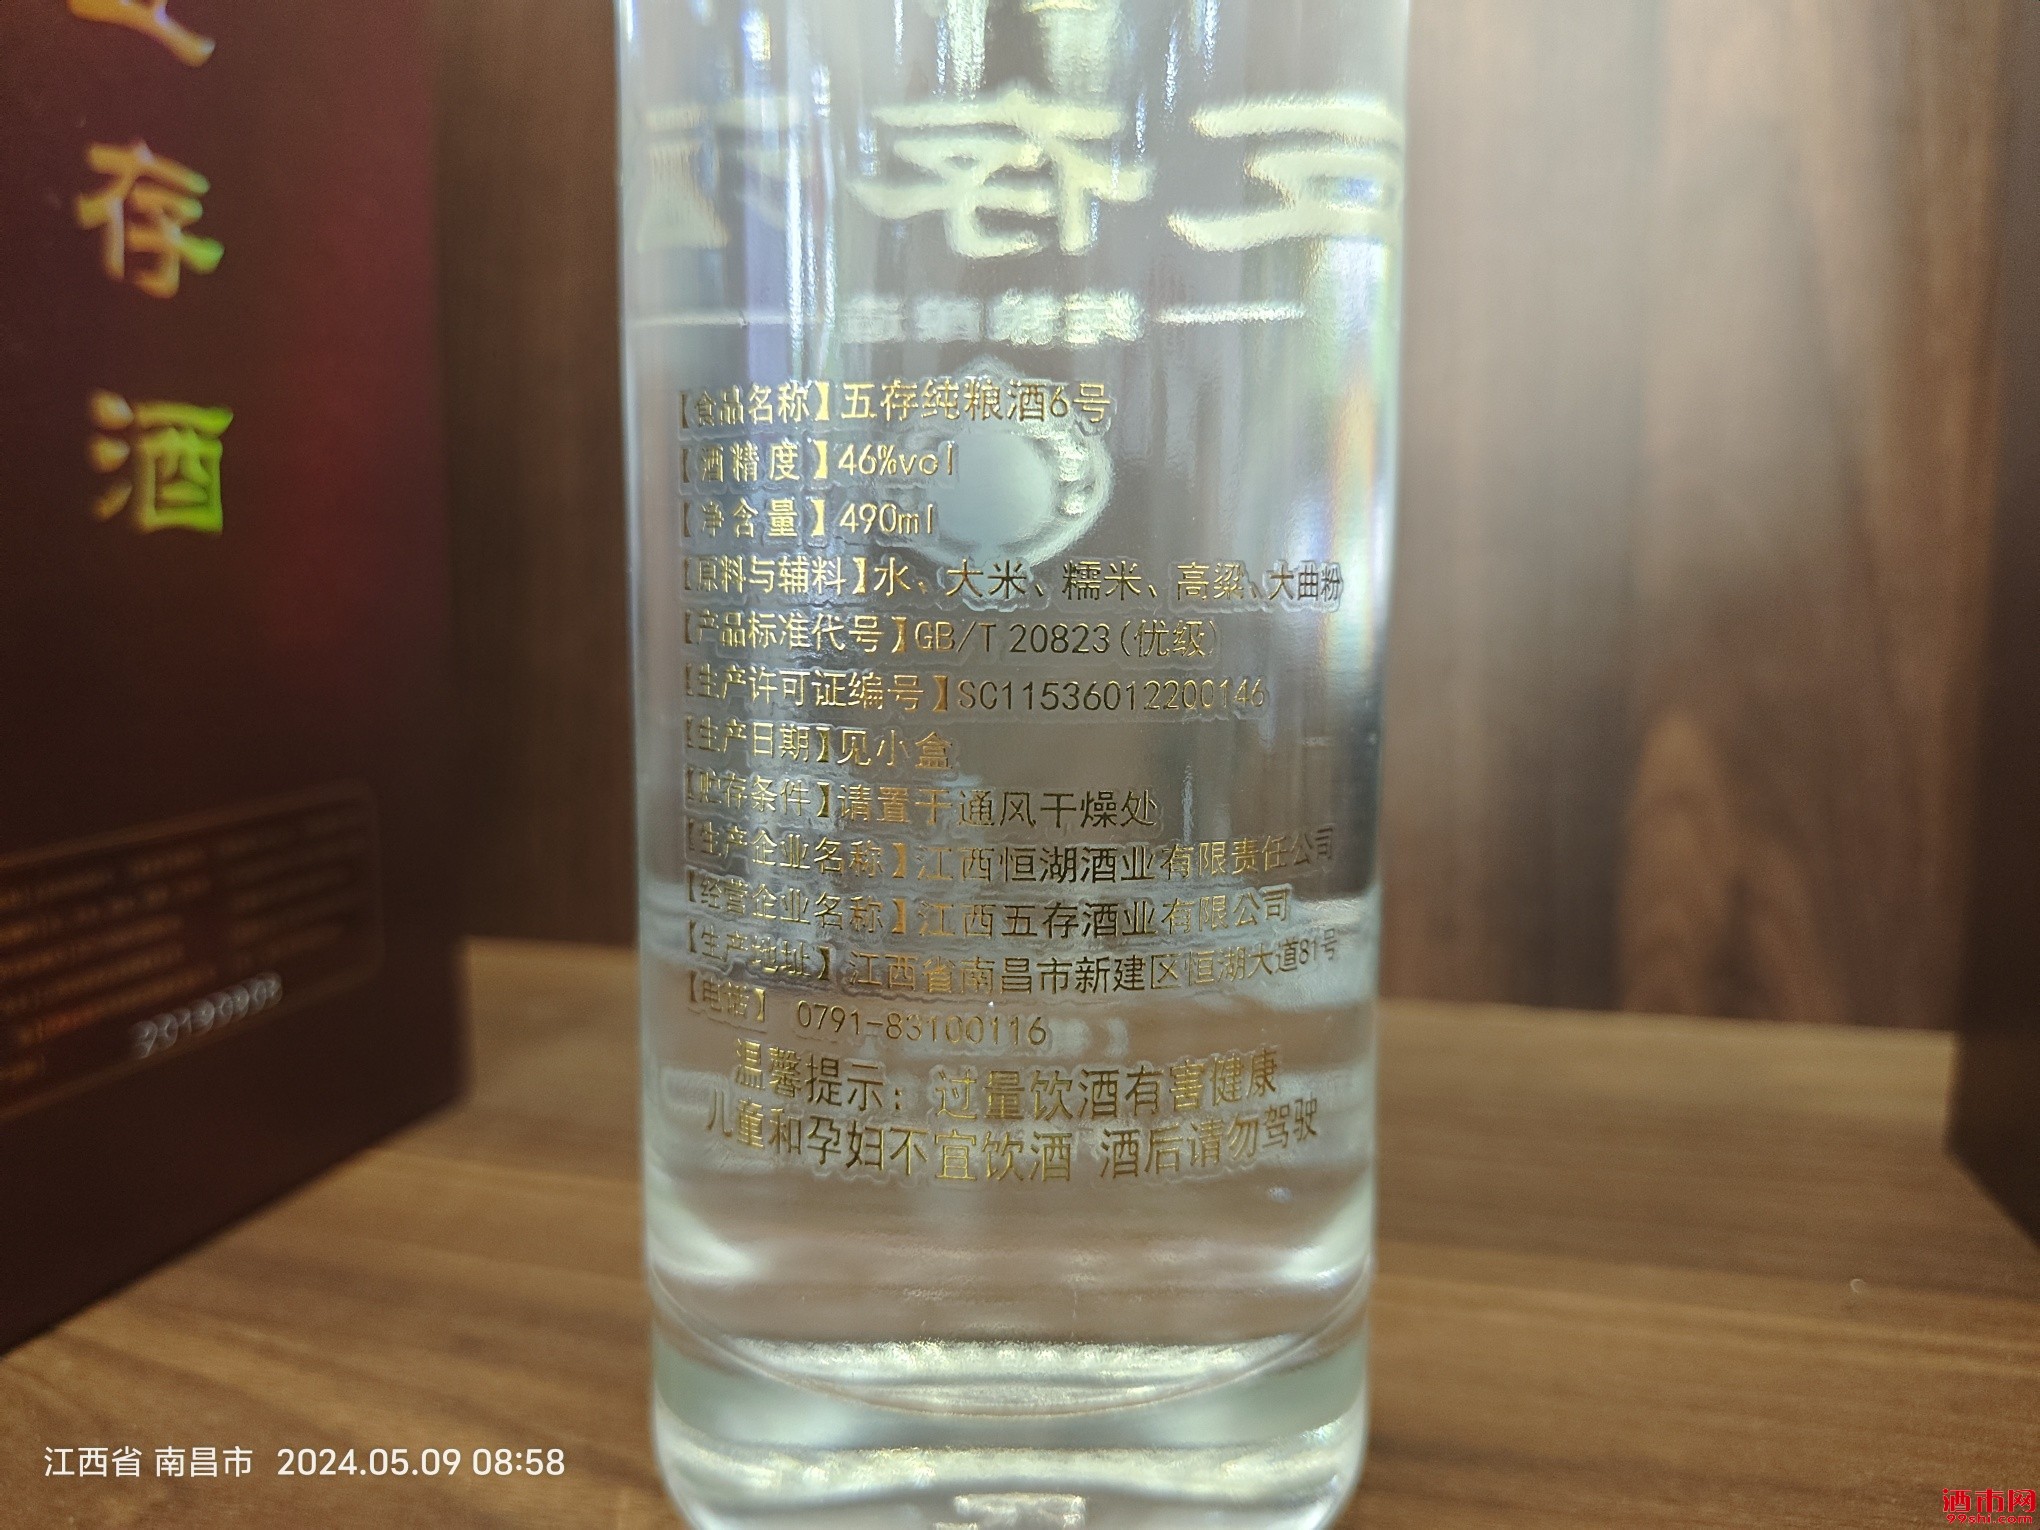 存
酒
【食品名称】五存纯粮酒6号
【酒精度】46%vol
【净含量】490ml
【原料与辅料】水、大米、糯米、高粱、大曲粉
【产品标准代号】GB/T 20823(优级)
【生产许可证编号】SC11536012200146
【生产日期】见小盒
【贮存条件】请置于通风干燥处
【生产企业名称】江西恒湖酒业有限责任公司
【经营企业名称】江西五存酒业有限公司
【生产地址】江西省南昌市新建区恒湖大道81号
【电话】 0791-83100116
温馨提示：过量饮酒有害健康
儿童和孕妇不宜饮酒 酒后请勿驾驶
江西省 南昌市 2024.05.09 08:58
酒市网
99shi.com